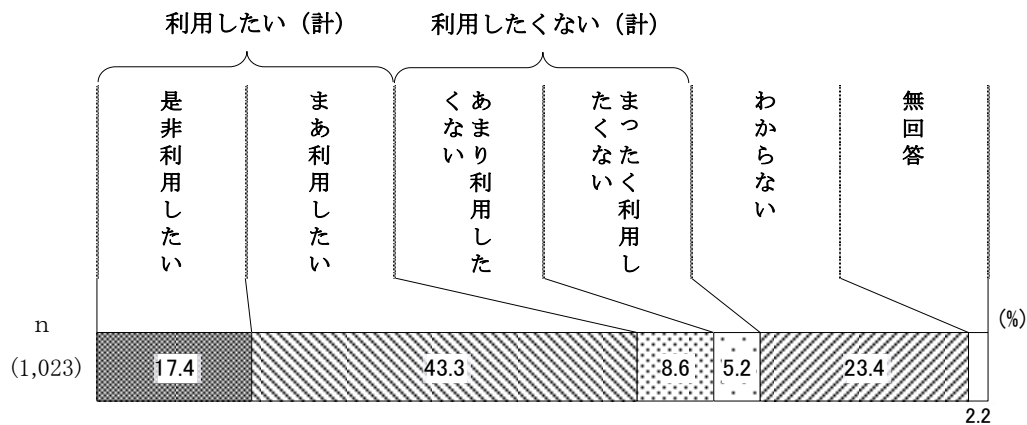 利用したい（計）
利用したくない（計）
是非利用したい
まあ利用したい
あまり利用した
くない
まったく利用し
たくない
わからない
無回答
(%)
n
(1,023)
17.4
43.3
8.6
5.2
23.4
2.2